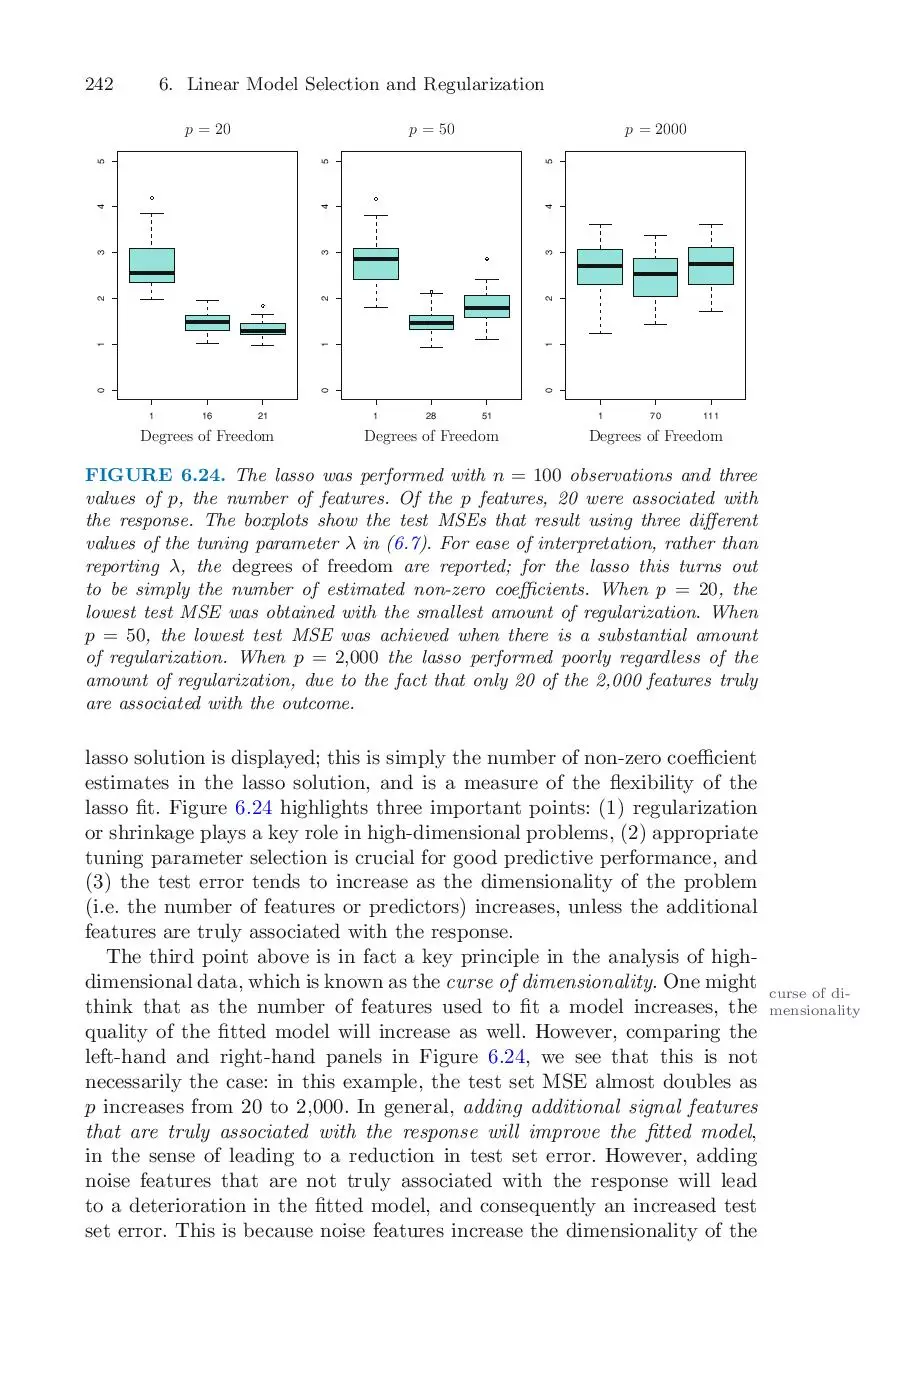 242 6. Linear Model Selection and Regularization
p = 20 p = 50 p = 2000
5 5 5
4 4 4
3 3 3
2 2 2
1 1 1
0 0 0
1 16 21 1 28 51 1 70 111
Degrees of Freedom Degrees of Freedom Degrees of Freedom
FIGURE 6.24. The lasso was performed with n = 100 observations and three
values of p, the number of features. Of the p features, 20 were associated with
the response. The boxplots show the test MSEs that result using three different
values of the tuning parameter λ in (6.7). For ease of interpretation, rather than
reporting λ, the degrees of freedom are reported; for the lasso this turns out
to be simply the number of estimated non-zero coefficients. When p = 20, the
lowest test MSE was obtained with the smallest amount of regularization. When
p = 50, the lowest test MSE was achieved when there is a substantial amount
of regularization. When p = 2,000 the lasso performed poorly regardless of the
amount of regularization, due to the fact that only 20 of the 2,000 features truly
are associated with the outcome.
lasso solution is displayed; this is simply the number of non-zero coefficient
estimates in the lasso solution, and is a measure of the flexibility of the
lasso fit. Figure 6.24 highlights three important points: (1) regularization
or shrinkage plays a key role in high-dimensional problems, (2) appropriate
tuning parameter selection is crucial for good predictive performance, and
(3) the test error tends to increase as the dimensionality of the problem
(i.e. the number of features or predictors) increases, unless the additional
features are truly associated with the response.
The third point above is in fact a key principle in the analysis of high-
dimensional data, which is known as the curse of dimensionality. One might
think that as the number of features used to fit a model increases, the
quality of the fitted model will increase as well. However, comparing the
left-hand and right-hand panels in Figure 6.24, we see that this is not
necessarily the case: in this example, the test set MSE almost doubles as
p increases from 20 to 2,000. In general, adding additional signal features
that are truly associated with the response will improve the fitted model,
in the sense of leading to a reduction in test set error. However, adding
noise features that are not truly associated with the response will lead
to a deterioration in the fitted model, and consequently an increased test
set error. This is because noise features increase the dimensionality of the
curse of di-
mensionality